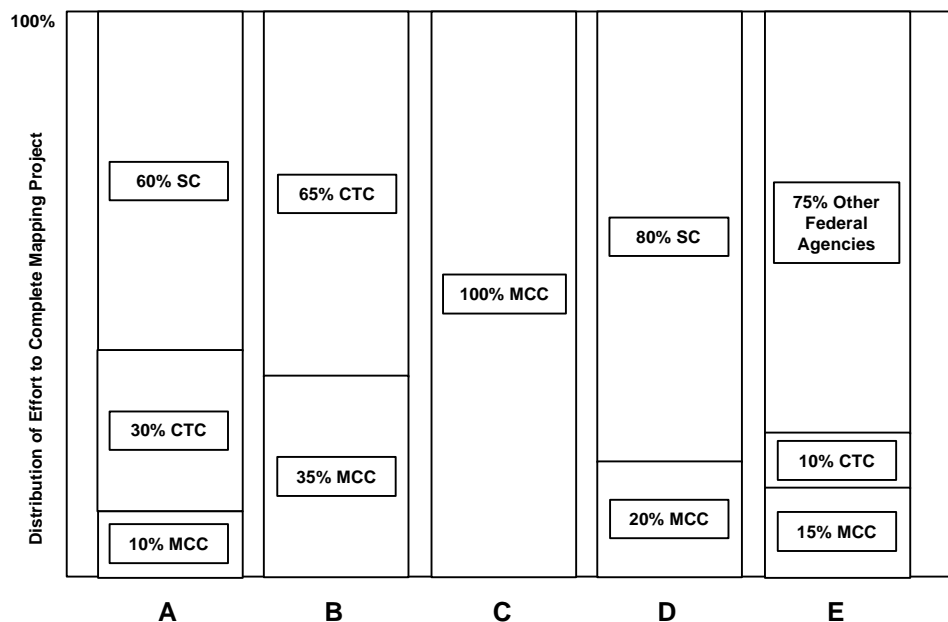 100%
Distribution of Effort to Complete Mapping Project
60% SC
30% CTC
10% MCC
65% CTC
35% MCC
100% MCC
80% SC
20% MCC
75% Other
Federal
Agencies
10% CTC
15% MCC
A
B
C
D
E